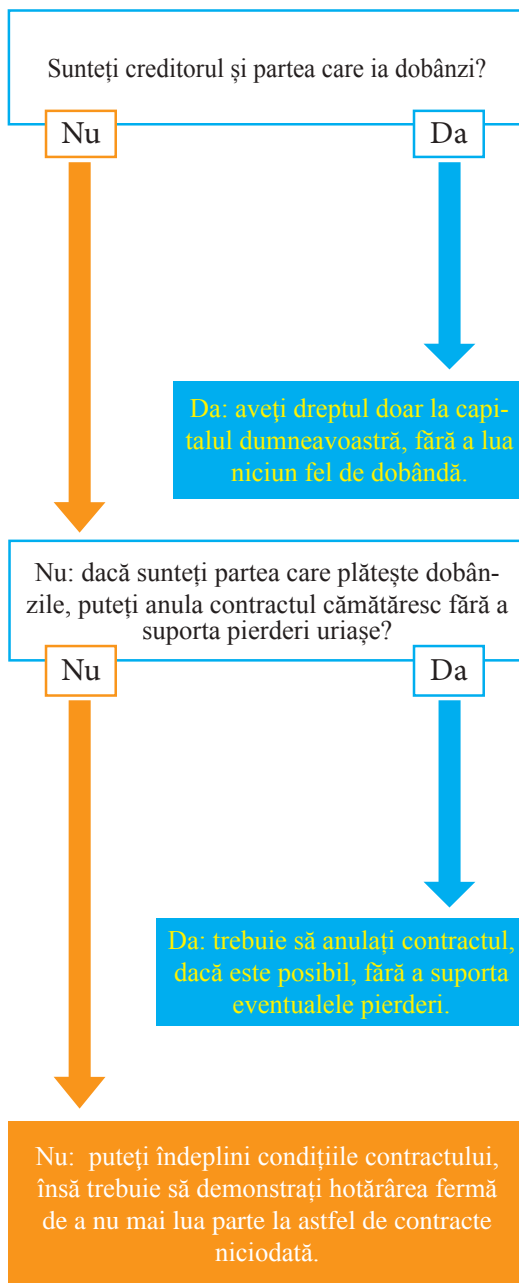 Sunteți creditorul și partea care ia dobânzi?
Nu
Da
Da: aveţi dreptul doar la capi-
talul dumneavoastră, fără a lua
niciun fel de dobândă.
Nu: dacă sunteți partea care plătește dobân-
zile, puteți anula contractul cămătăresc fără a
suporta pierderi uriașe?
Nu
Da
Da: trebuie să anulați contractul,
dacă este posibil, fără a suporta
eventualele pierderi.
Nu: puteți îndeplini condițiile contractului,
însă trebuie să demonstrați hotărârea fermă
de a nu mai lua parte la astfel de contracte
niciodată.